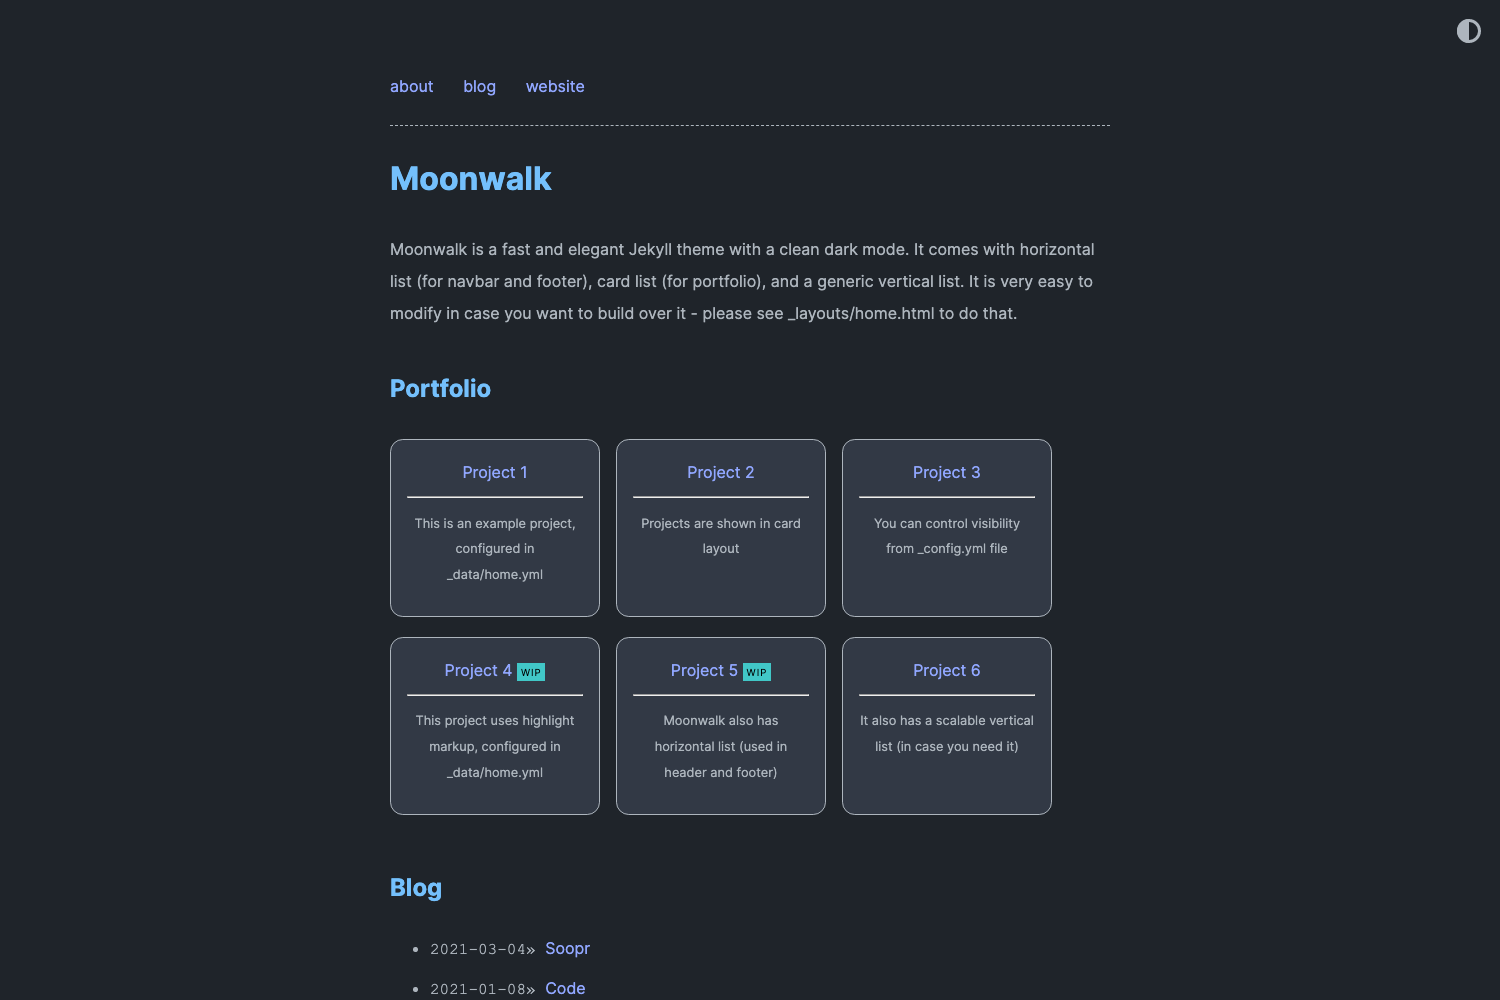 about blog website
Moonwalk
Moonwalk is a fast and elegant Jekyll theme with a clean dark mode. It comes with horizontal
list (for navbar and footer), card list (for portfolio), and a generic vertical list. It is very easy to
modify in case you want to build over it - please see _layouts/home.html to do that.
Portfolio
Project 1
This is an example project,
configured in
_data/home.yml
Project 2
Projects are shown in card
layout
Project 3
You can control visibility
from _config.yml file
Project 4 WIP
This project uses highlight
markup, configured in
_data/home.yml
Project 5 WIP
Moonwalk also has
horizontal list (used in
header and footer)
Project 6
It also has a scalable vertical
list (in case you need it)
Blog
2021-03-04» Soopr
2021-01-08» Code